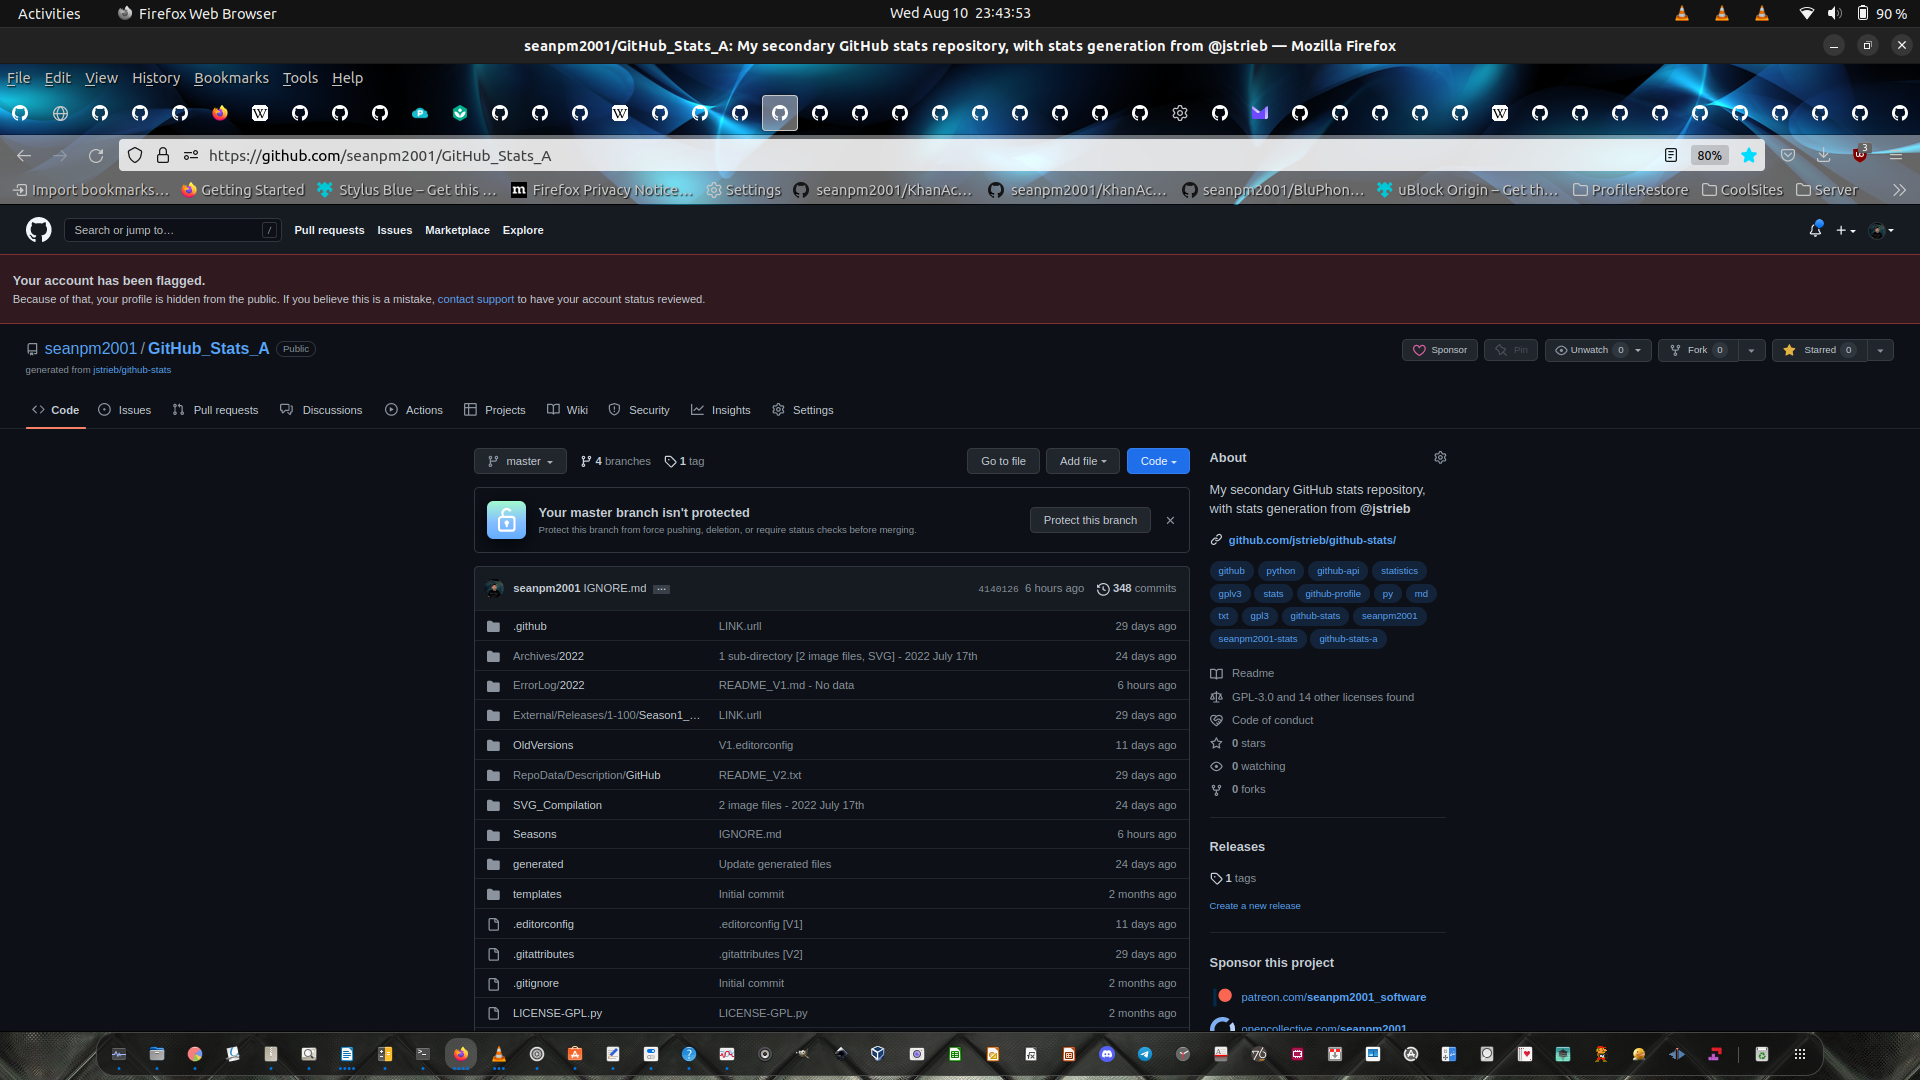 Activities
Firefox Web Browser
Wed Aug 10 23:43:53
90 %
seanpm2001/GitHub_Stats_A: My secondary GitHub stats repository, with stats generation from @jstrieb — Mozilla Firefox
File Edit View History Bookmarks Tools Help
https://github.com/seanpm2001/GitHub_Stats_A
80%
3
Import bookmarks…
Getting Started
Stylus Blue – Get this …
Firefox Privacy Notice…
Settings
seanpm2001/KhanAc…
seanpm2001/KhanAc…
seanpm2001/BluPhon…
uBlock Origin – Get th…
ProfileRestore
CoolSites
Server
Search or jump to…
/
Pull requests
Issues
Marketplace
Explore
Your account has been flagged.
Because of that, your profile is hidden from the public. If you believe this is a mistake, contact support to have your account status reviewed.
seanpm2001 / GitHub_Stats_A Public
Sponsor
Pin
Unwatch 0
Fork 0
Starred 0
generated from jstrieb/github-stats
Code
Issues
Pull requests
Discussions
Actions
Projects
Wiki
Security
Insights
Settings
master
4 branches
1 tag
Go to file
Add file
Code
Your master branch isn't protected
Protect this branch from force pushing, deletion, or require status checks before merging.
Protect this branch
seanpm2001 IGNORE.md …
4140126 6 hours ago
348 commits
.github LINK.urll 29 days ago
Archives/2022 1 sub-directory [2 image files, SVG] - 2022 July 17th 24 days ago
ErrorLog/2022 README_V1.md - No data 6 hours ago
External/Releases/1-100/Season1_… LINK.urll 29 days ago
OldVersions V1.editorconfig 11 days ago
RepoData/Description/GitHub README_V2.txt 29 days ago
SVG_Compilation 2 image files - 2022 July 17th 24 days ago
Seasons IGNORE.md 6 hours ago
generated Update generated files 24 days ago
templates Initial commit 2 months ago
.editorconfig .editorconfig [V1] 11 days ago
.gitattributes .gitattributes [V2] 29 days ago
.gitignore Initial commit 2 months ago
LICENSE-GPL.py LICENSE-GPL.py 2 months ago
About
My secondary GitHub stats repository,
with stats generation from @jstrieb
github.com/jstrieb/github-stats/
github python github-api statistics
gplv3 stats github-profile py md
txt gpl3 github-stats seanpm2001
seanpm2001-stats github-stats-a
Readme
GPL-3.0 and 14 other licenses found
Code of conduct
0 stars
0 watching
0 forks
Releases
1 tags
Create a new release
Sponsor this project
patreon.com/seanpm2001_software
opencollective.com/seanpm2001